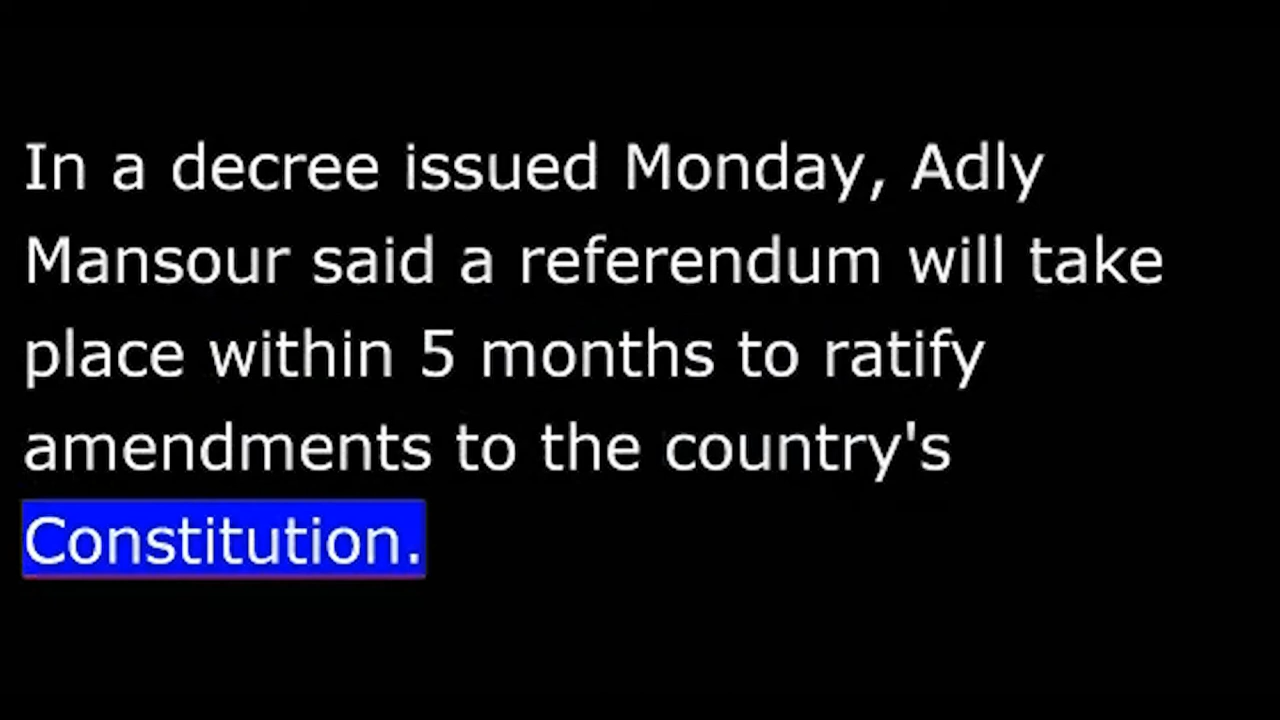 In a decree issued Monday, Adly
Mansour said a referendum will take
place within 5 months to ratify
amendments to the country's
Constitution.